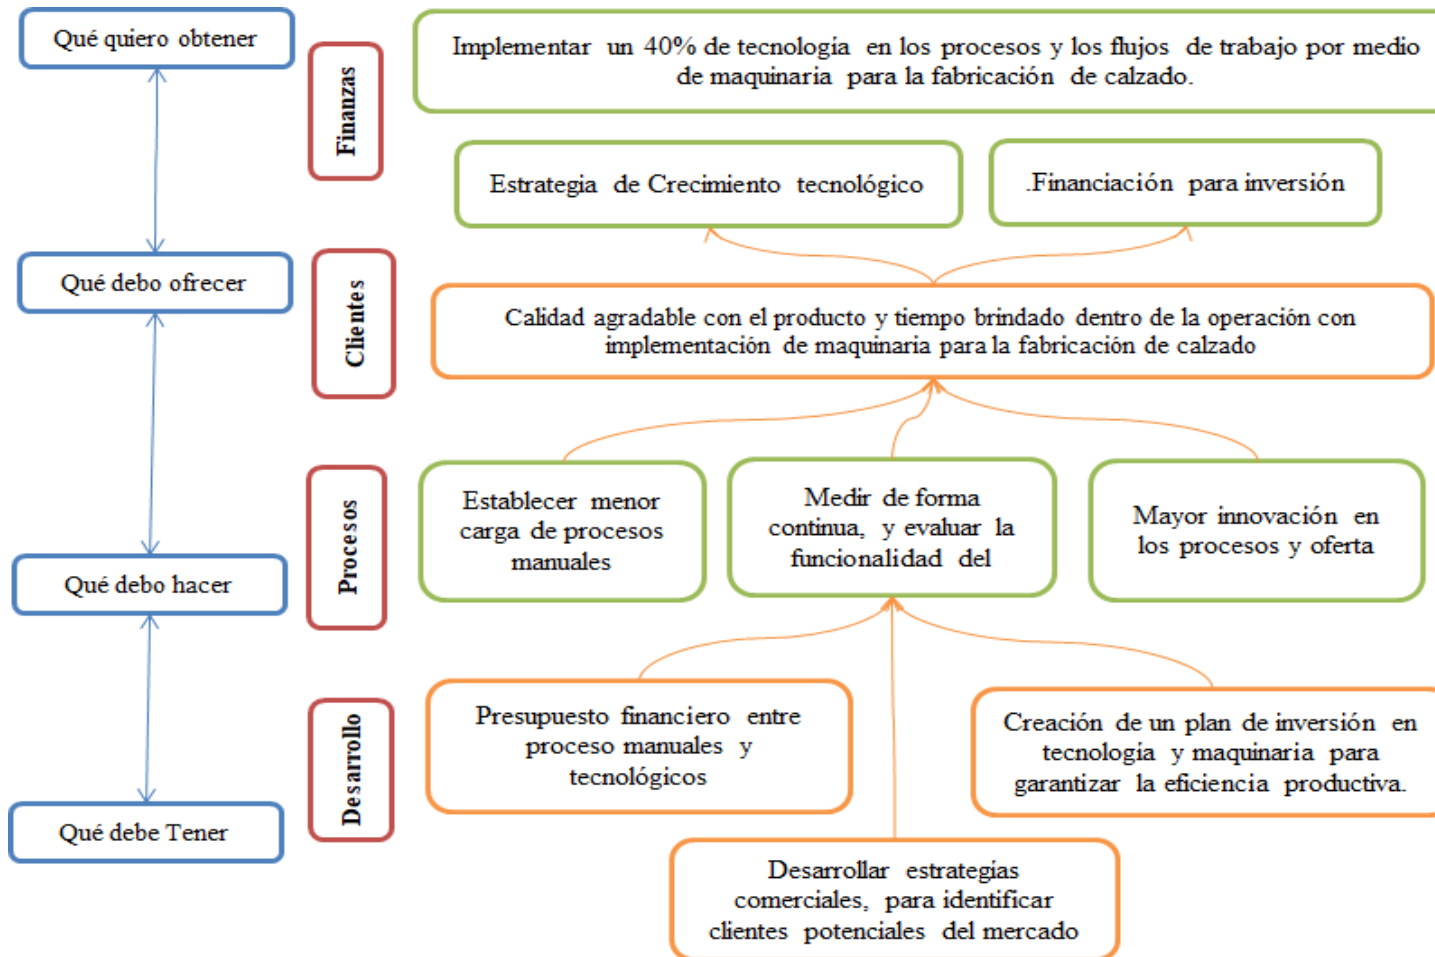 Qué quiero obtener
Finanzas
Implementar un 40% de tecnología en los procesos y los flujos de trabajo por medio
de maquinaria para la fabricación de calzado.
Estrategia de Crecimiento tecnológico
.Financiación para inversión
Qué debo ofrecer
Clientes
Calidad agradable con el producto y tiempo brindado dentro de la operación con
implementación de maquinaria para la fabricación de calzado
Procesos
Establecer menor
carga de procesos
manuales
Medir de forma
continua, y evaluar la
funcionalidad del
Mayor innovación en
los procesos y oferta
Qué debo hacer
Desarrollo
Presupuesto financiero entre
proceso manuales y
tecnológicos
Creación de un plan de inversión en
tecnología y maquinaria para
garantizar la eficiencia productiva.
Qué debe Tener
Desarrollar estrategias
comerciales, para identificar
clientes potenciales del mercado